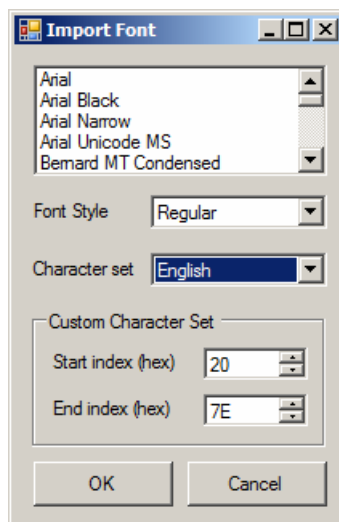 Import Font
Arial
Arial Black
Arial Narrow
Arial Unicode MS
Bernard MT Condensed
Font Style Regular
Character set English
Custom Character Set
Start index (hex) 20
End index (hex) 7E
OK Cancel